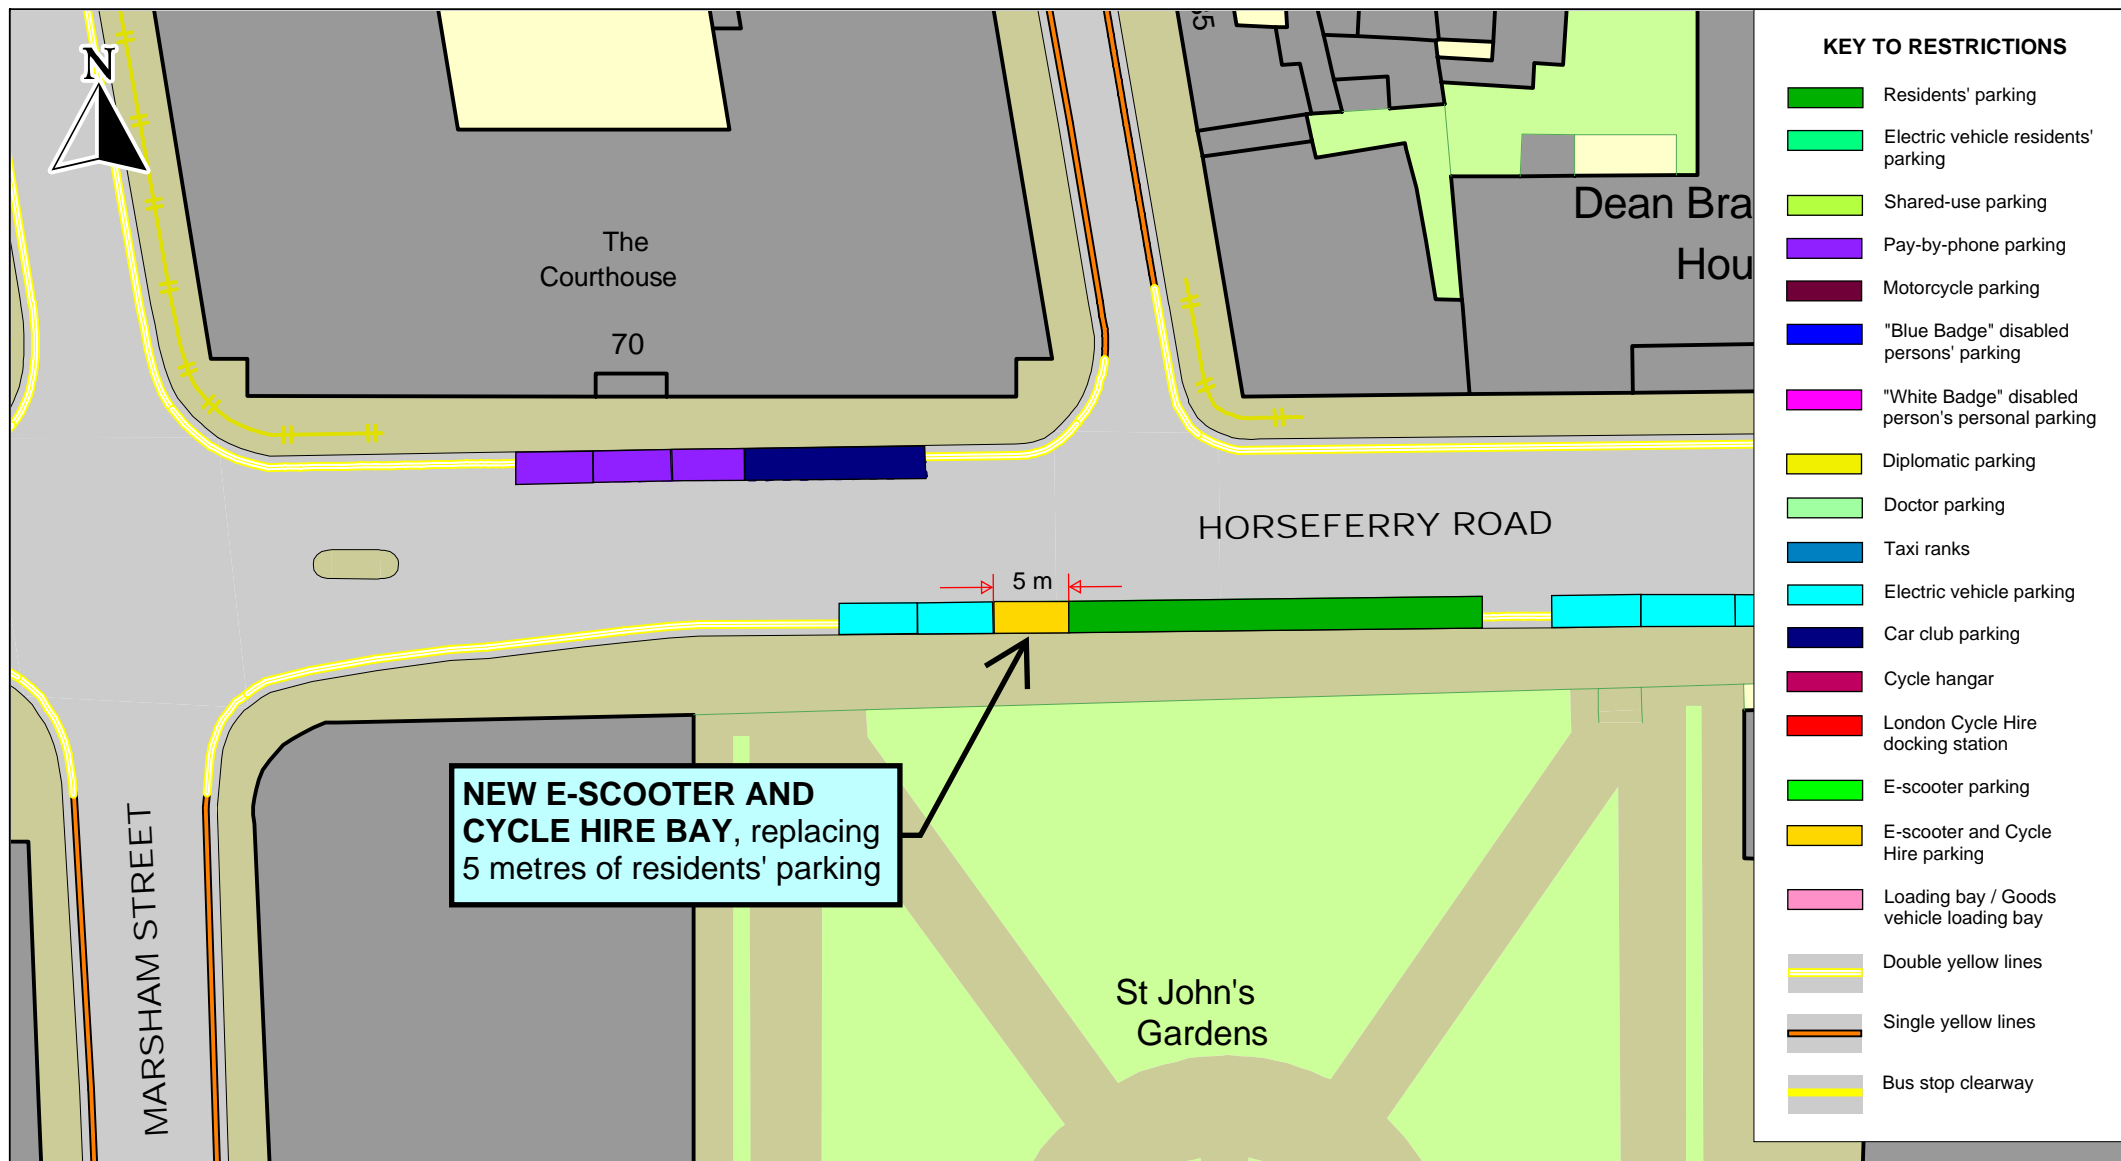 N
35
The
Courthouse
70
Dean Bra
Hou
HORSEFERRY ROAD
5 m
NEW E-SCOOTER AND
CYCLE HIRE BAY, replacing
5 metres of residents' parking
MARSHAM STREET
St John's
Gardens
KEY TO RESTRICTIONS
Residents' parking
Electric vehicle residents'
parking
Shared-use parking
Pay-by-phone parking
Motorcycle parking
"Blue Badge" disabled
persons' parking
"White Badge" disabled
person's personal parking
Diplomatic parking
Doctor parking
Taxi ranks
Electric vehicle parking
Car club parking
Cycle hangar
London Cycle Hire
docking station
E-scooter parking
E-scooter and Cycle
Hire parking
Loading bay / Goods
vehicle loading bay
Double yellow lines
Single yellow lines
Bus stop clearway